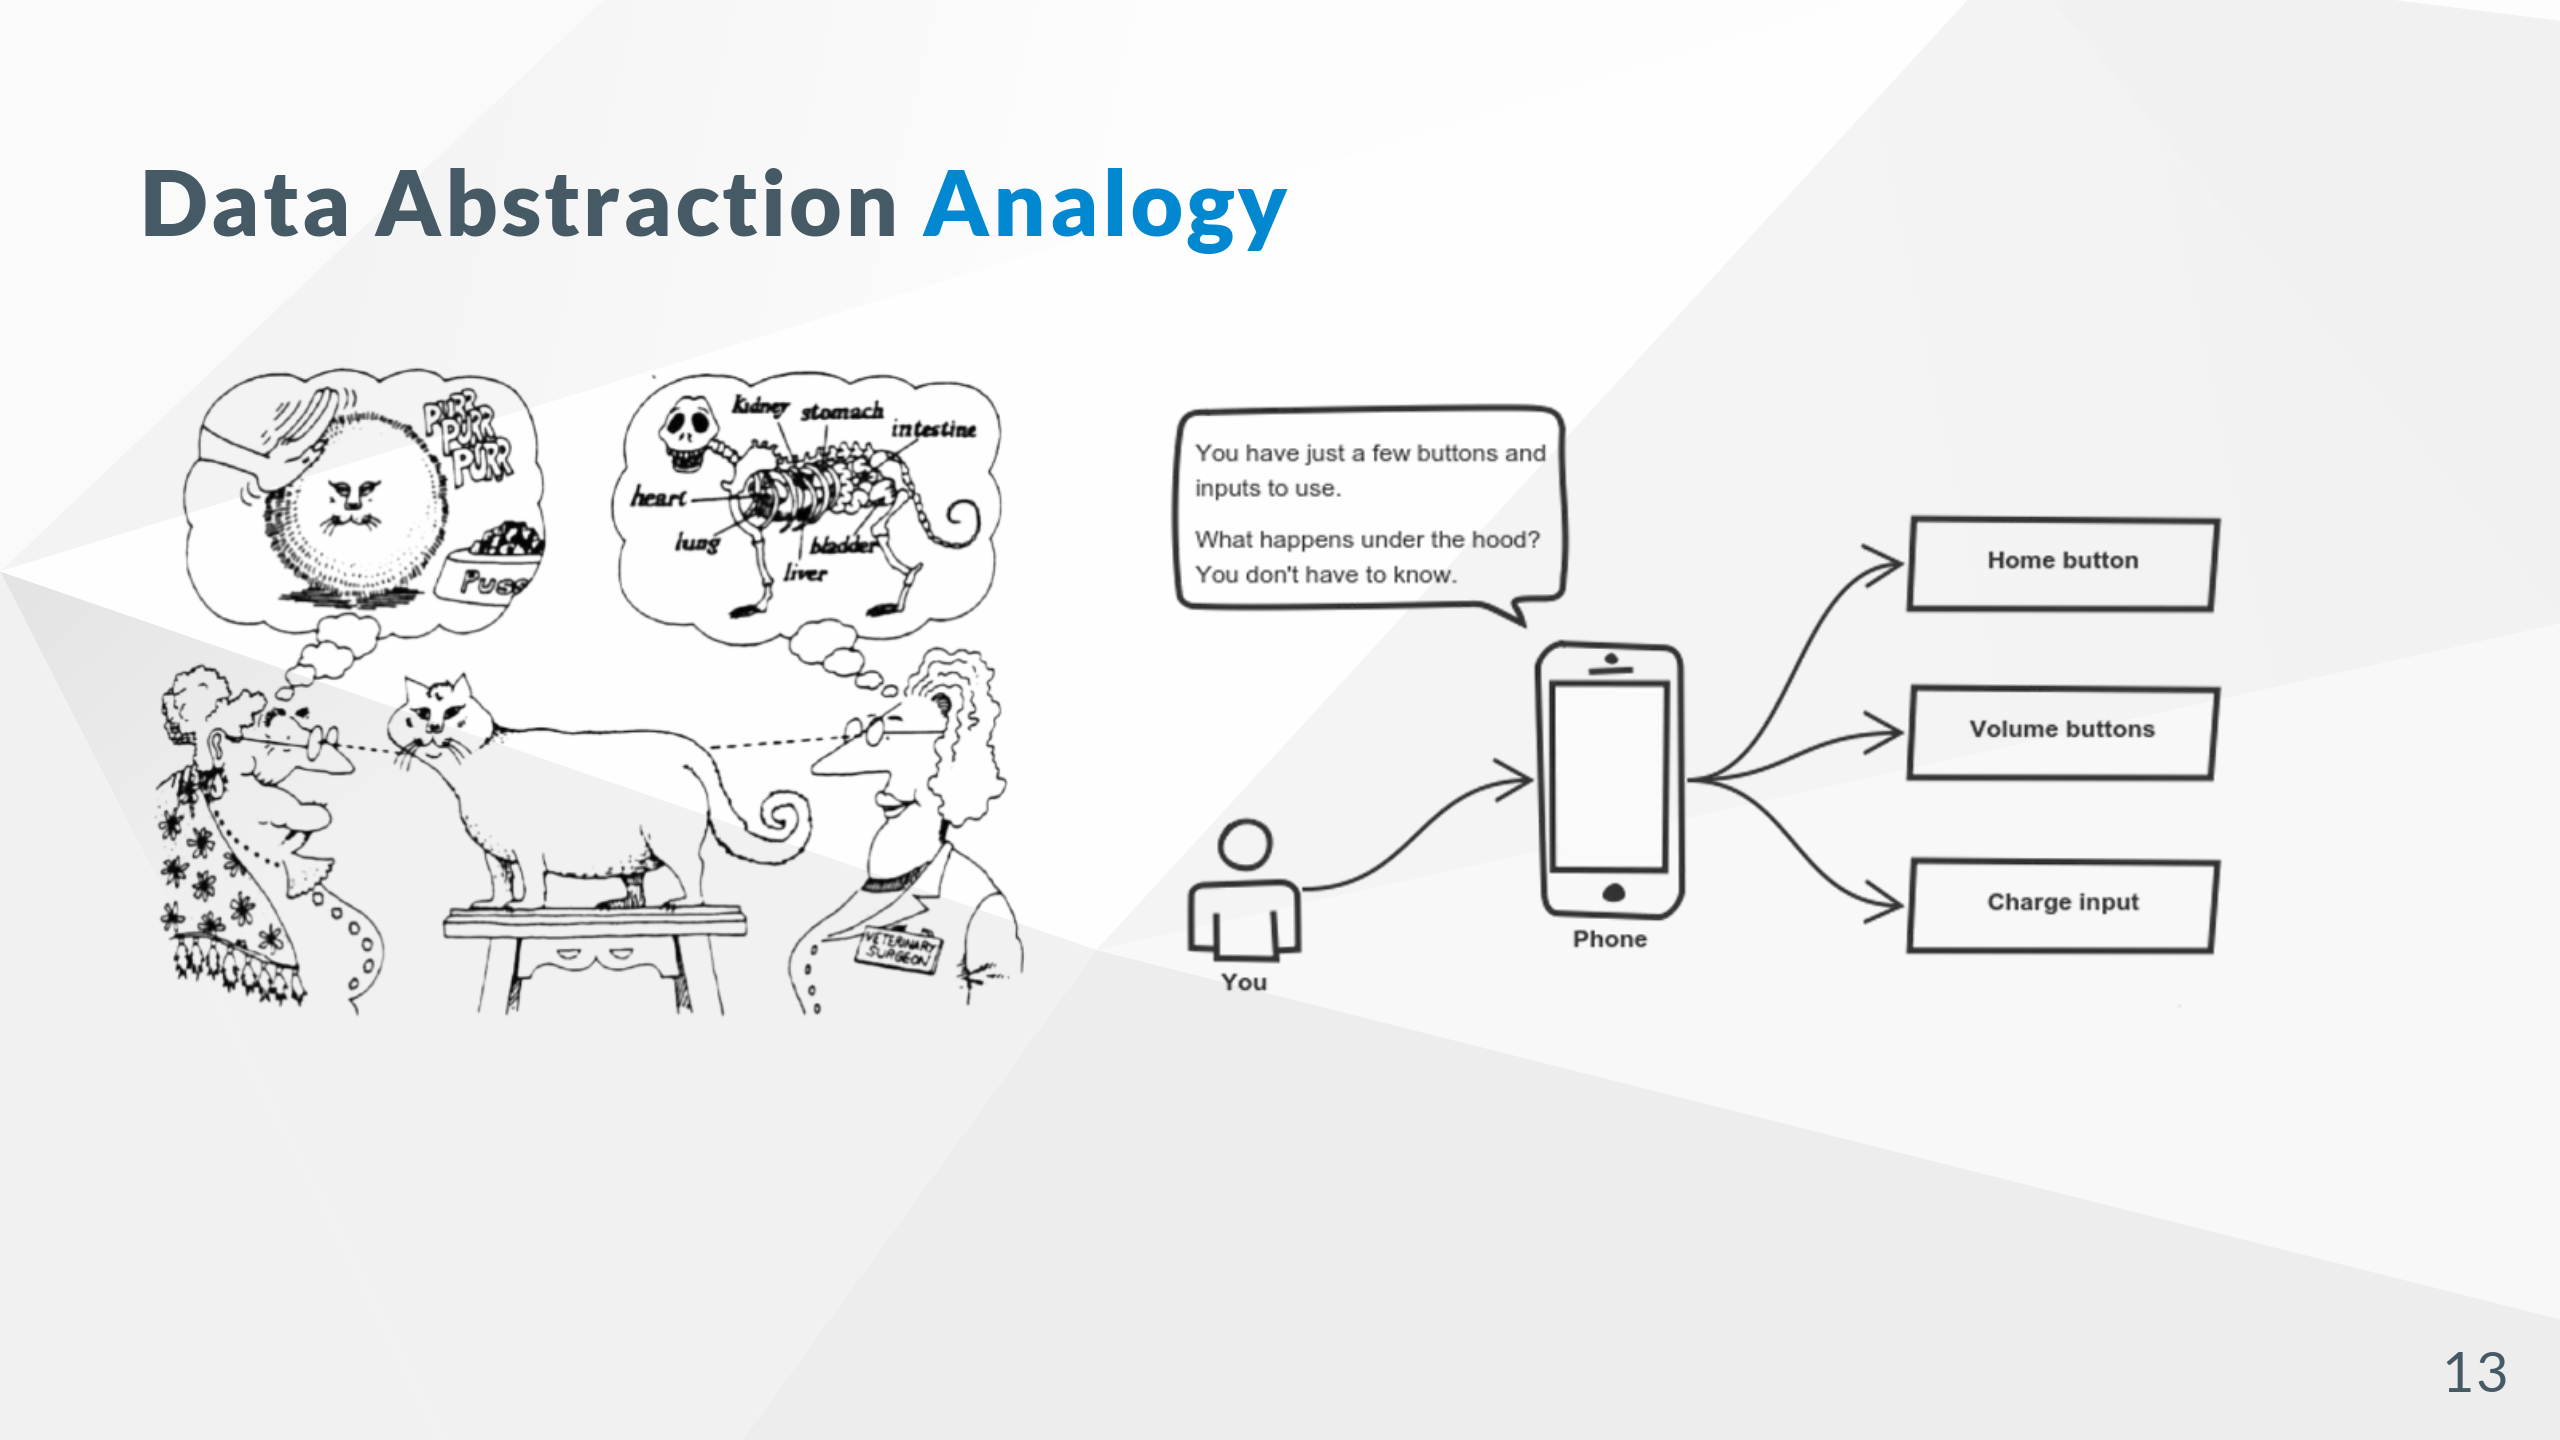 Data Abstraction Analogy
PURR
PURR
PURR
PUSS
kidney
stomach
intestine
heart
lung
bladder
liver
VETERINARY
SURGEON
You have just a few buttons and
inputs to use.
What happens under the hood?
You don't have to know.
Home button
Volume buttons
Charge input
Phone
You
13